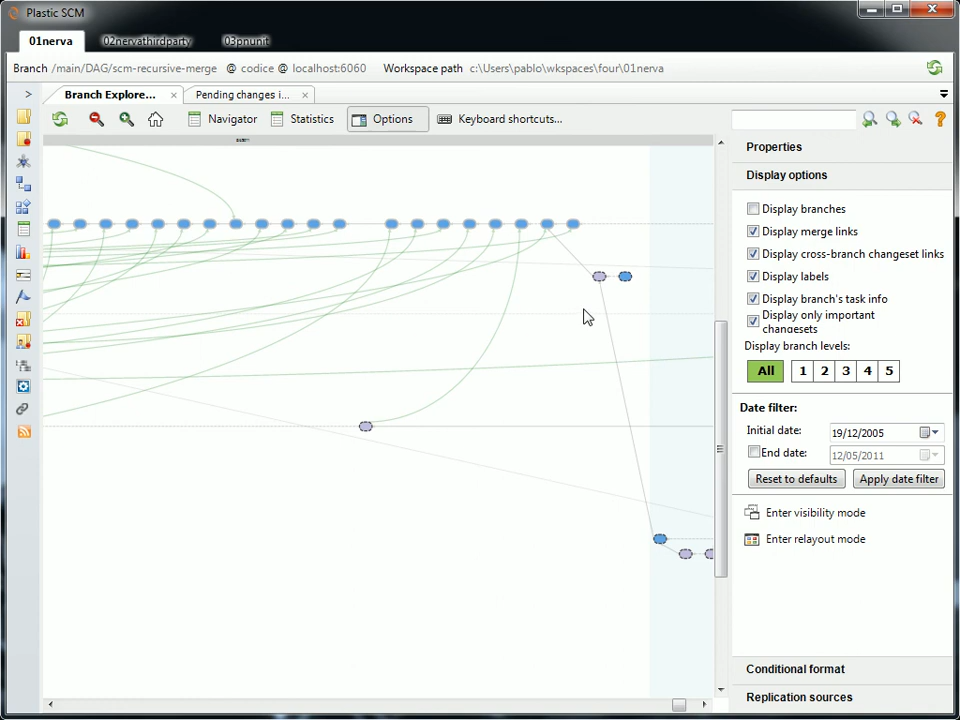 Plastic SCM
01nerva 02nervathirdparty 03pnunit
Branch /main/DAG/scm-recursive-merge @ codice @ localhost:6060 Workspace path c:\Users\pablo\wkspaces\four\01nerva
Branch Explore... × Pending changes i... ×
Navigator Statistics Options Keyboard shortcuts...
Properties
Display options
Display branches
Display merge links
Display cross-branch changeset links
Display labels
Display branch's task info
Display only important
changesets
Display branch levels:
All 1 2 3 4 5
Date filter:
Initial date: 19/12/2005
End date: 12/05/2011
Reset to defaults Apply date filter
Enter visibility mode
Enter relayout mode
Conditional format
Replication sources